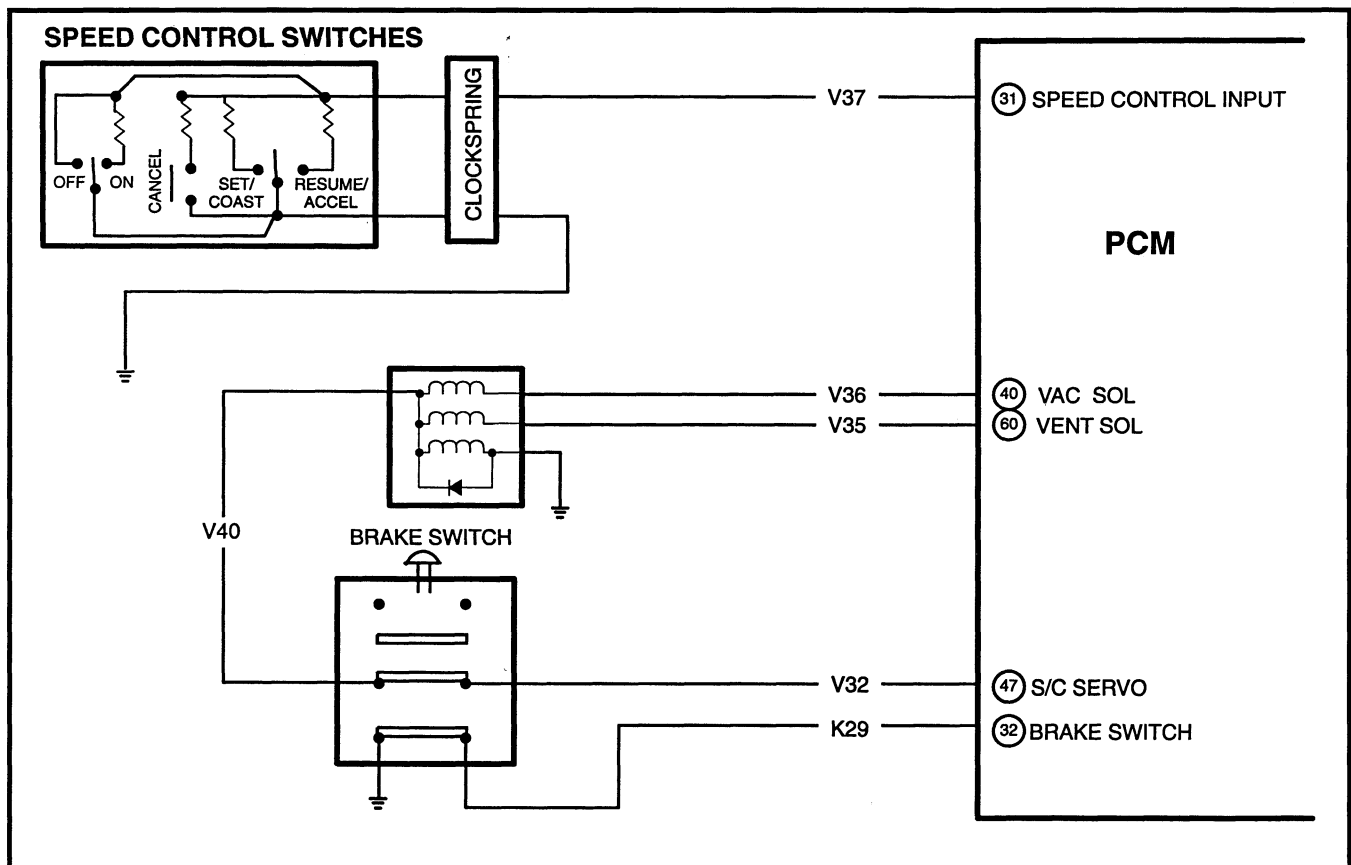 SPEED CONTROL SWITCHES
OFF
ON
CANCEL
SET/
COAST
RESUME/
ACCEL
CLOCKSPRING
V37
31 SPEED CONTROL INPUT
PCM
V36
40 VAC SOL
V35
60 VENT SOL
V40
BRAKE SWITCH
V32
47 S/C SERVO
K29
32 BRAKE SWITCH